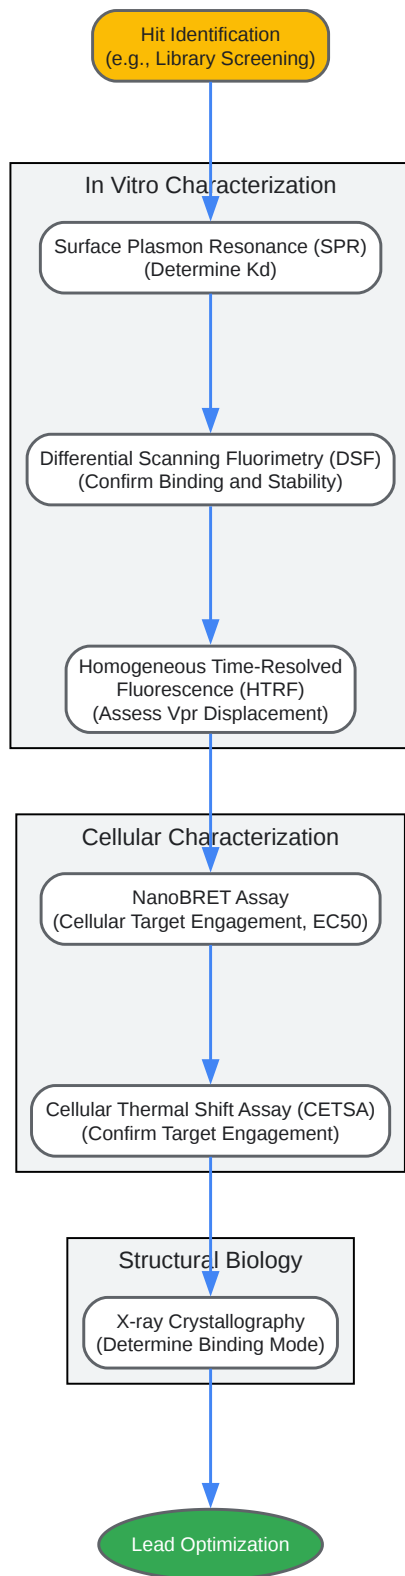 Hit Identification
(e.g., Library Screening)
In Vitro Characterization
Surface Plasmon Resonance (SPR)
(Determine Kd)
Differential Scanning Fluorimetry (DSF)
(Confirm Binding and Stability)
Homogeneous Time-Resolved
Fluorescence (HTRF)
(Assess Vpr Displacement)
Cellular Characterization
NanoBRET Assay
(Cellular Target Engagement, EC50)
Cellular Thermal Shift Assay (CETSA)
(Confirm Target Engagement)
Structural Biology
X-ray Crystallography
(Determine Binding Mode)
Lead Optimization